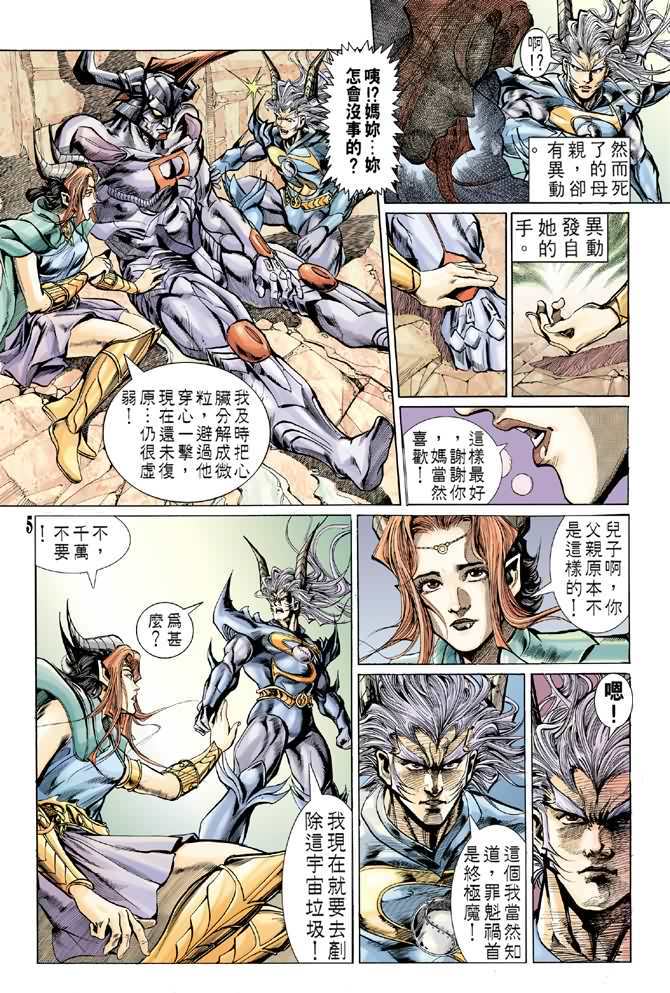 啊!?
然而死
了的母
親，卻
有異動
。
咦!?媽妳…妳
怎會沒事的？
異動
發自
她的
手。
我及時把心
臟分解成微
粒，避過他
穿心一擊，
現在還未復
原…仍很虛
弱！
這樣最好
，謝謝你
，媽當然
喜歡！
兒子啊，你
父親原本不
是這樣的！
不，
千萬
不要
！
為甚
麼？
我現在就要去剷
除這宇宙垃圾！
嗯！
這個我當然知
道，罪魁禍首
是終極魔！
5